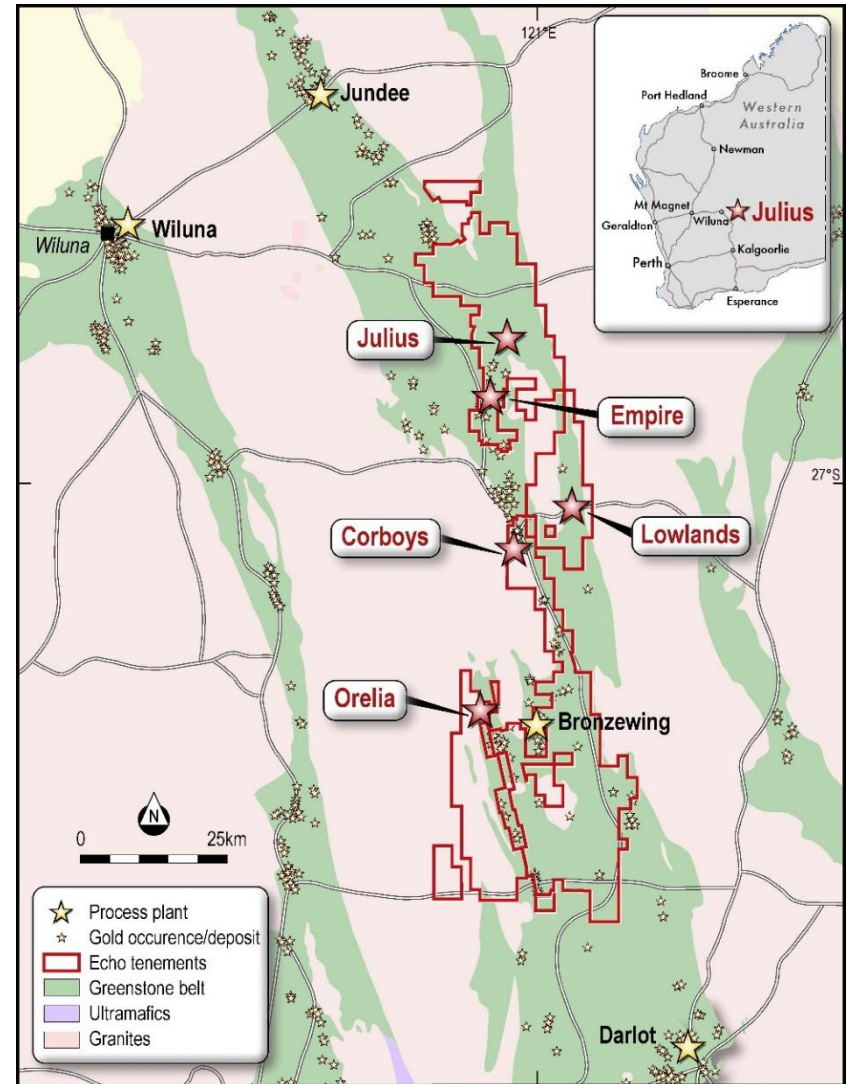 121°E
Jundee
Wiluna
Wiluna
Julius
Empire
27°S
Corboys
Lowlands
Orelia
Bronzewing
Darlot
Broome
Port Hedland
Western
Australia
Newman
Mt Magnet
Wiluna
Julius
Geraldton
Kalgoorlie
Perth
Esperance
N
0 25km
Process plant
Gold occurence/deposit
Echo tenements
Greenstone belt
Ultramafics
Granites